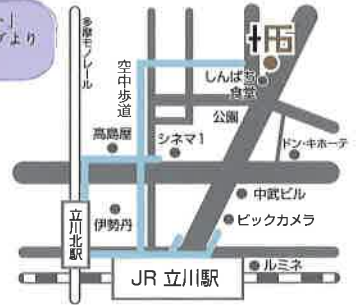 より
多摩モノレール
空中歩道
しんぱち
食堂
公園
高島屋
シネマ1
ドン・キホーテ
中武ビル
立川北駅
伊勢丹
ビックカメラ
ルミネ
JR 立川駅